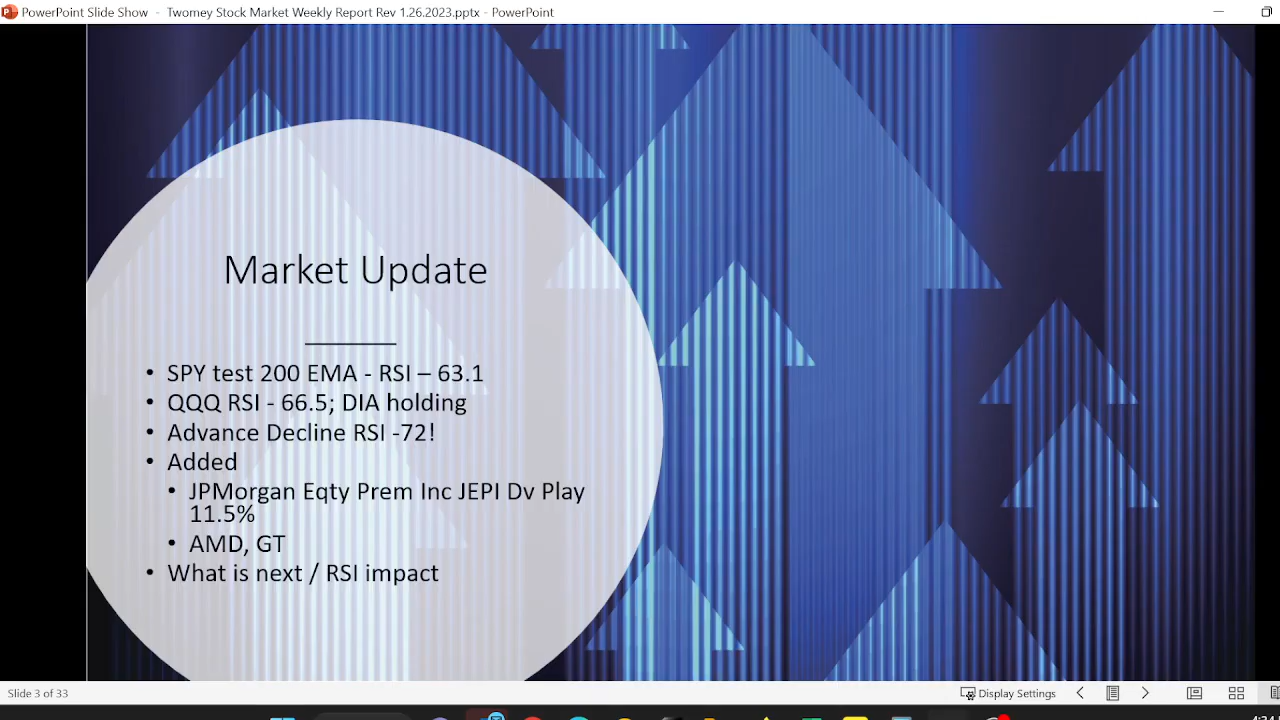 PowerPoint Slide Show - Twomey Stock Market Weekly Report Rev 1.26.2023.pptx - PowerPoint
Market Update
• SPY test 200 EMA - RSI – 63.1
• QQQ RSI - 66.5; DIA holding
• Advance Decline RSI -72!
• Added
• JPMorgan Eqty Prem Inc JEPI Dv Play
11.5%
• AMD, GT
• What is next / RSI impact
Slide 3 of 33
Display Settings